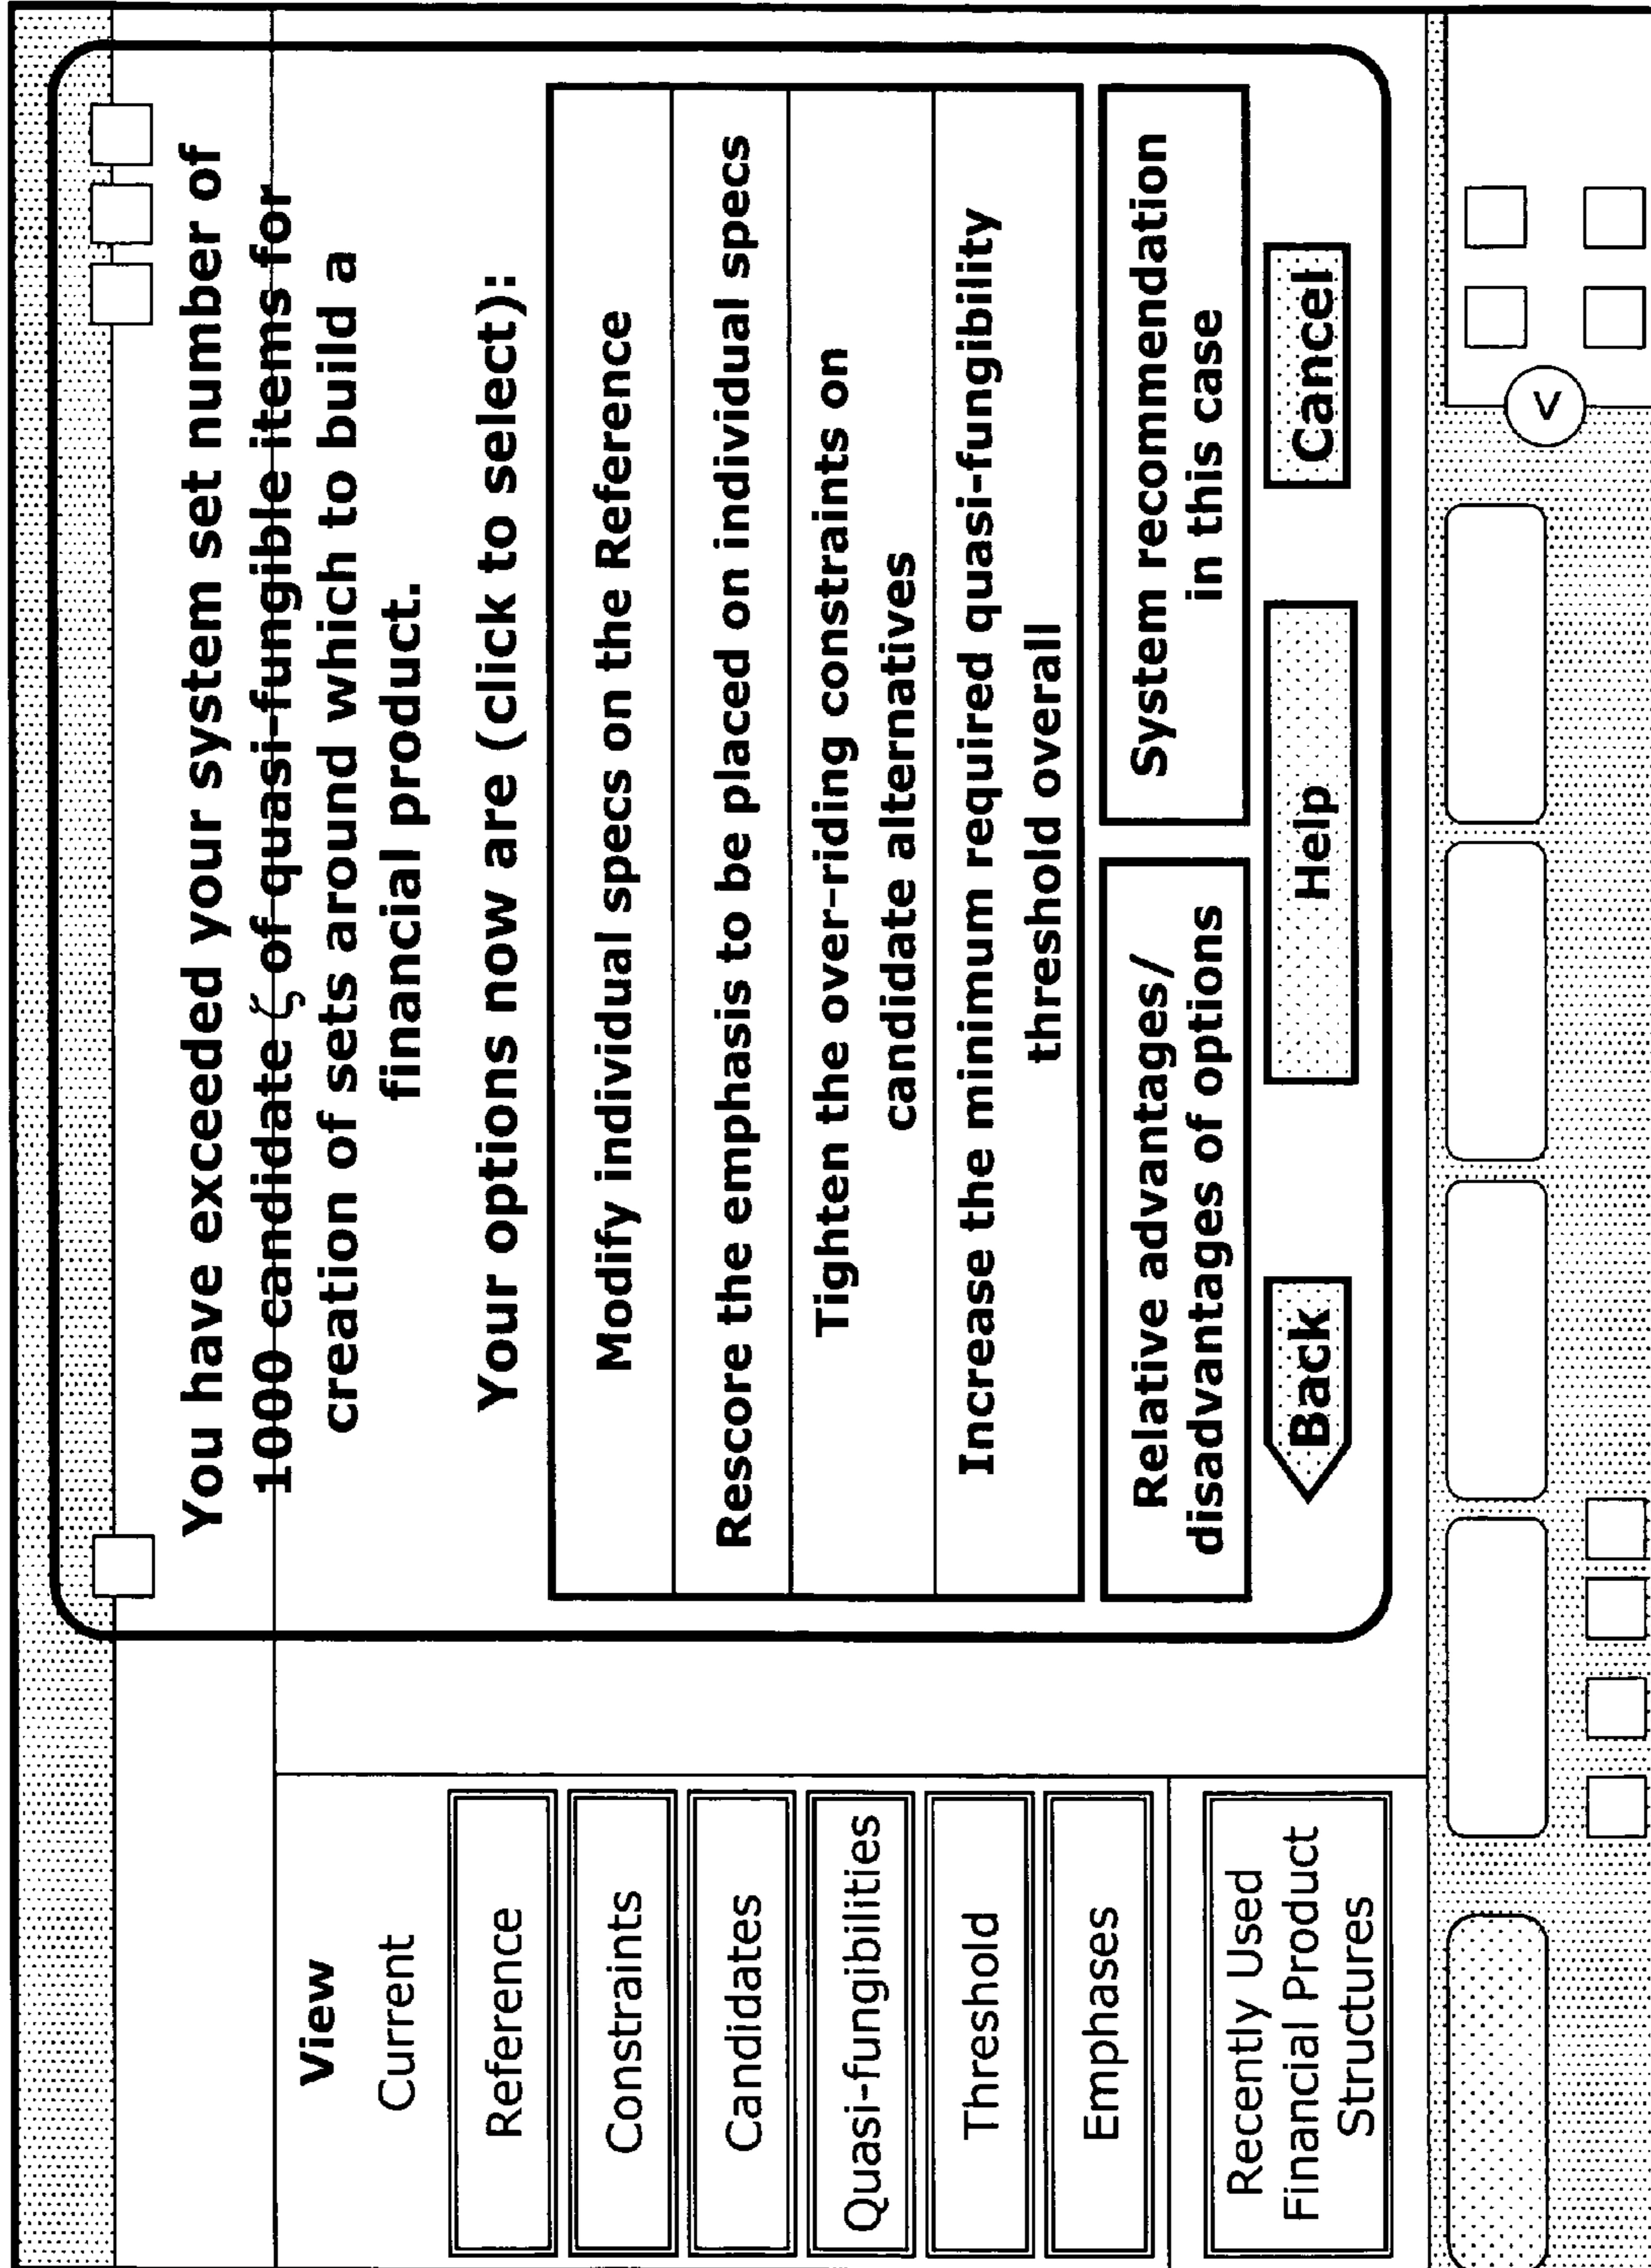 You have exceeded your system set number of
1000 candidate ζ of quasi-fungible items for
creation of sets around which to build a
financial product.
Your options now are (click to select):
Modify individual specs on the Reference
Rescore the emphasis to be placed on individual specs
Tighten the over-riding constraints on
candidate alternatives
Increase the minimum required quasi-fungibility
threshold overall
Relative advantages/
disadvantages of options
System recommendation
in this case
Back
Help
Cancel
View
Current
Reference
Constraints
Candidates
Quasi-fungibilities
Threshold
Emphases
Recently Used
Financial Product
Structures
<